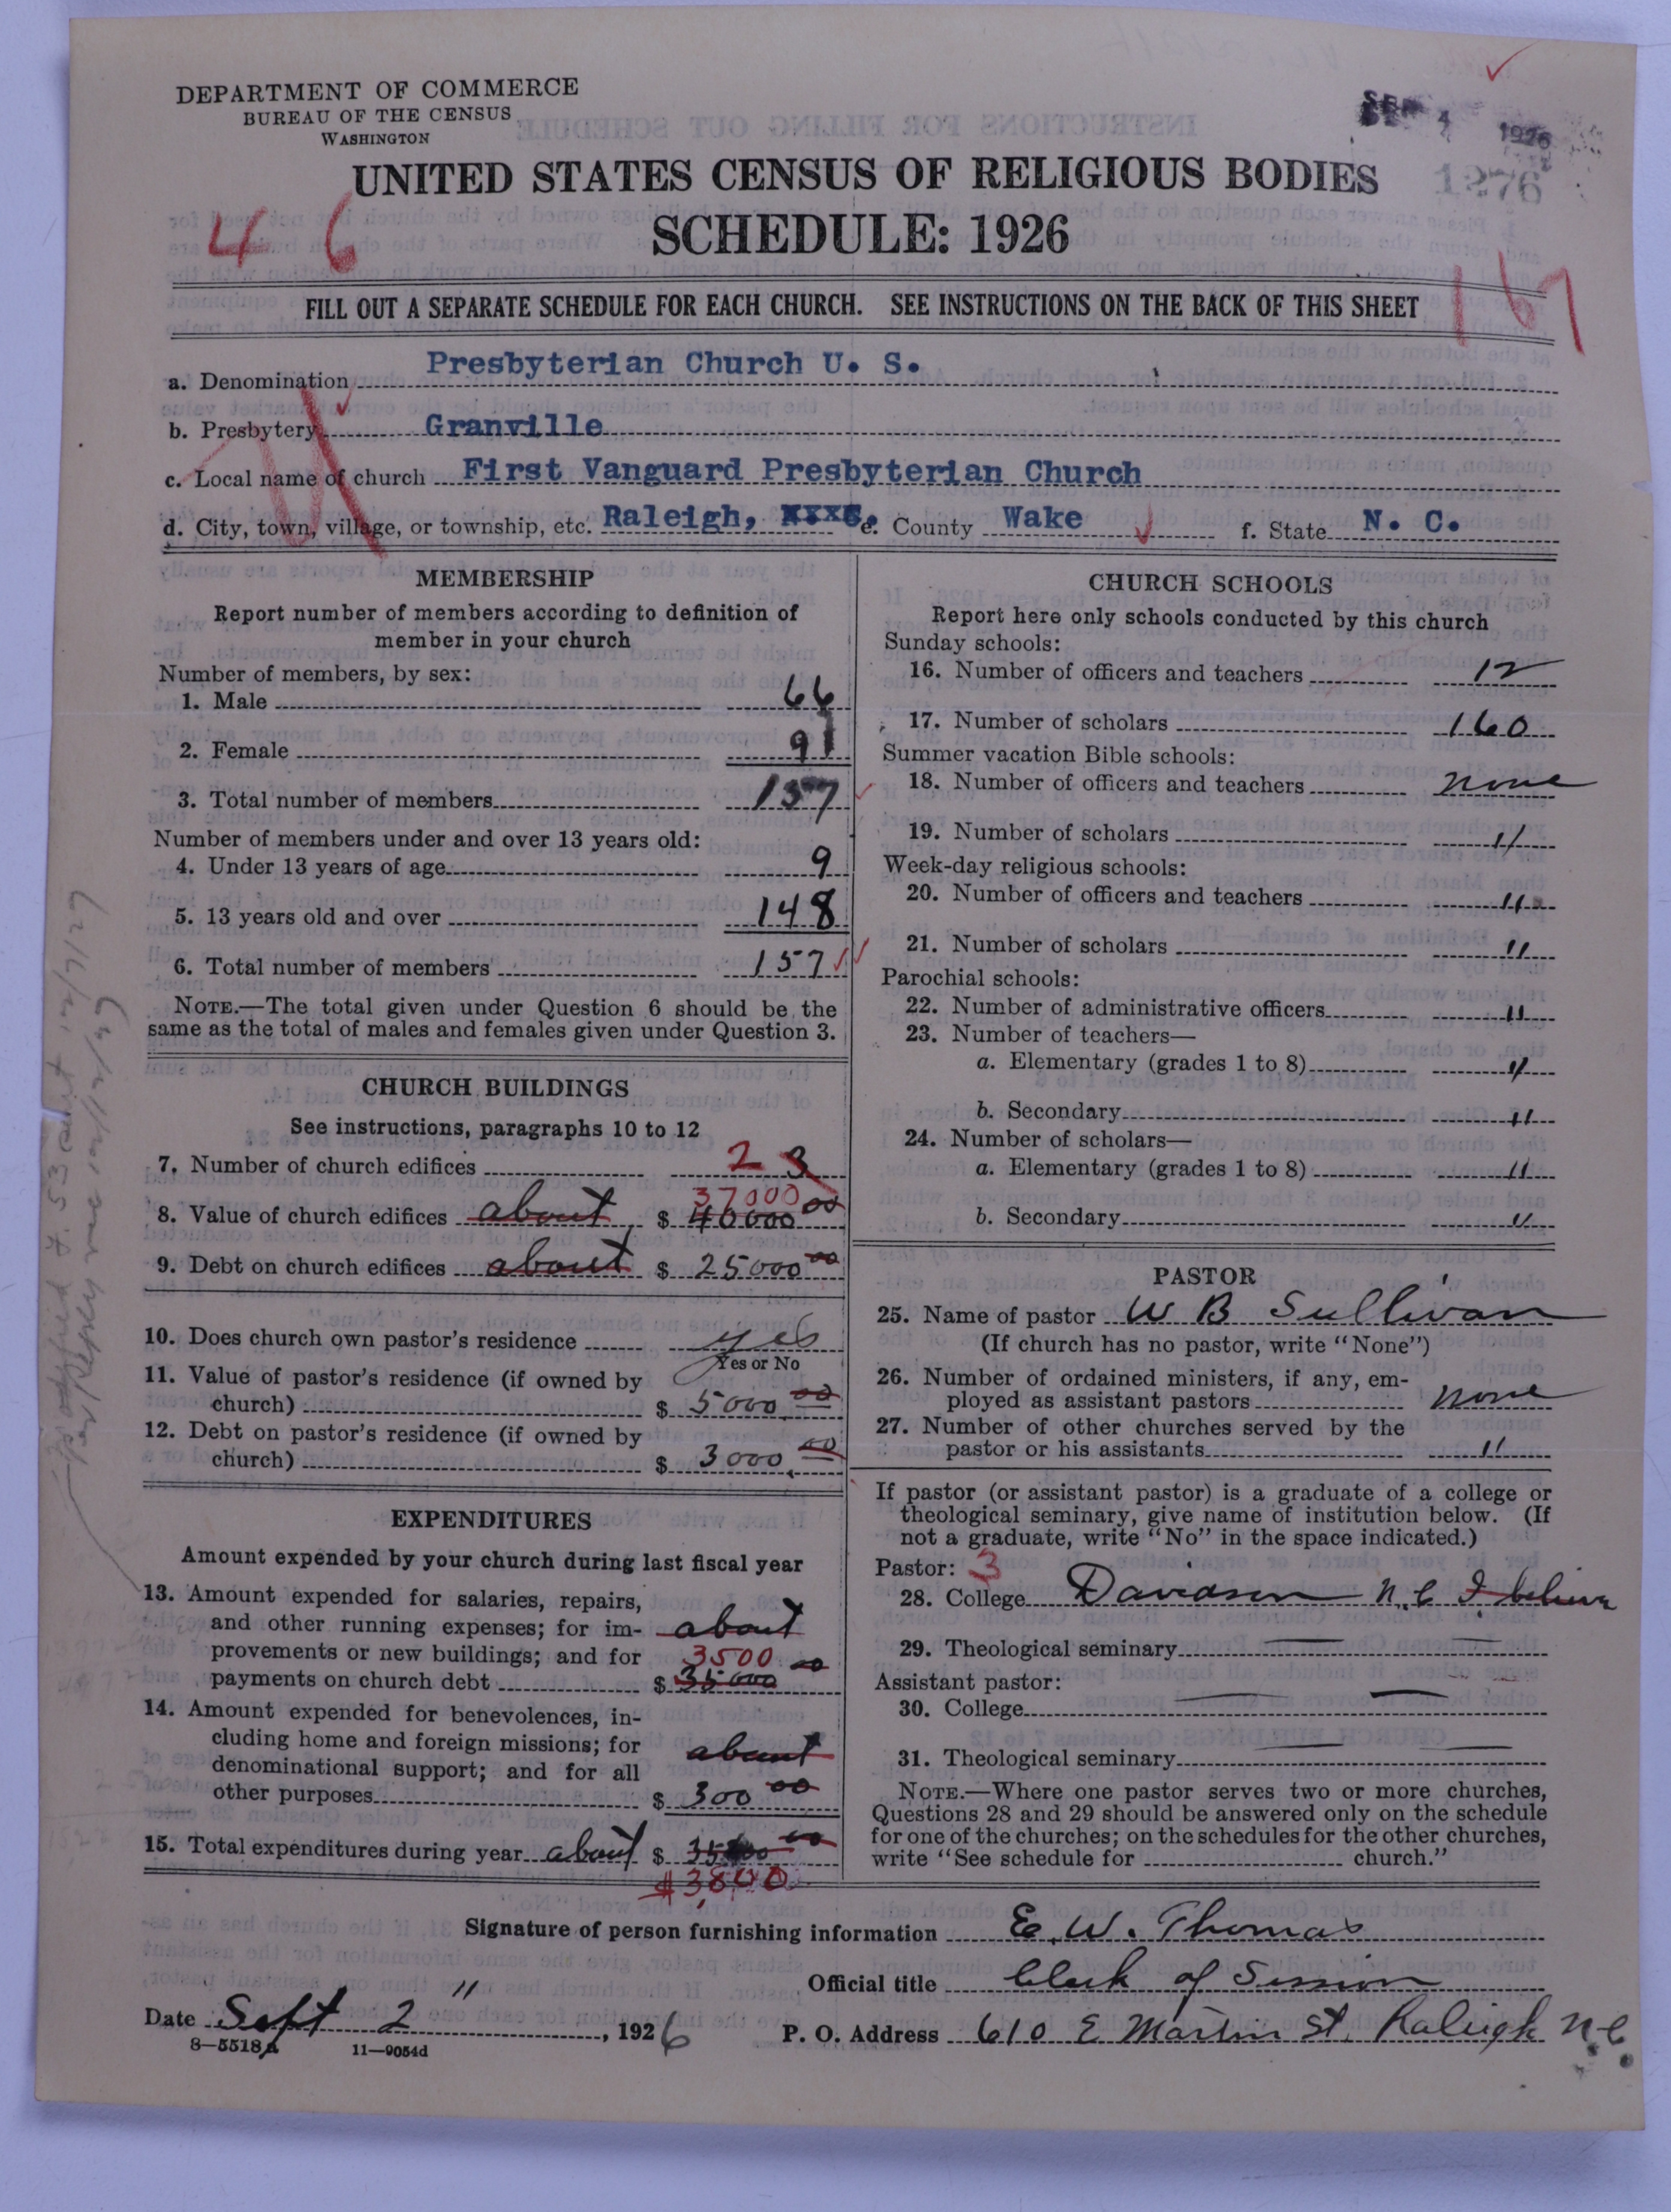 DEPARTMENT OF COMMERCE
BUREAU OF THE CENSUS
WASHINGTON
SEP 4 1926
1276
UNITED STATES CENSUS OF RELIGIOUS BODIES
SCHEDULE: 1926
46
167
FILL OUT A SEPARATE SCHEDULE FOR EACH CHURCH. SEE INSTRUCTIONS ON THE BACK OF THIS SHEET
a. Denomination Presbyterian Church U. S.
b. Presbytery Granville
c. Local name of church First Vanguard Presbyterian Church
d. City, town, village, or township, etc. Raleigh, e. County Wake f. State N. C.
MEMBERSHIP
Report number of members according to definition of
member in your church
Number of members, by sex:
1. Male 66
2. Female 91
3. Total number of members 157
Number of members under and over 13 years old:
4. Under 13 years of age 9
5. 13 years old and over 148
6. Total number of members 157
NOTE.—The total given under Question 6 should be the
same as the total of males and females given under Question 3.
CHURCH BUILDINGS
See instructions, paragraphs 10 to 12
7. Number of church edifices 2 3
37000
8. Value of church edifices about $ 40000 00
9. Debt on church edifices about $ 25000 00
10. Does church own pastor's residence yes
Yes or No
11. Value of pastor's residence (if owned by
church) $ 5000.00
12. Debt on pastor's residence (if owned by
church) $ 3000.00
EXPENDITURES
Amount expended by your church during last fiscal year
13. Amount expended for salaries, repairs,
and other running expenses; for im- about
provements or new buildings; and for 3500
payments on church debt $ 35000 00
14. Amount expended for benevolences, in-
cluding home and foreign missions; for about
denominational support; and for all
other purposes $ 300 00
15. Total expenditures during year about $ 00
$3,800
CHURCH SCHOOLS
Report here only schools conducted by this church
Sunday schools:
16. Number of officers and teachers 12
17. Number of scholars 160
Summer vacation Bible schools:
18. Number of officers and teachers none
19. Number of scholars "
Week-day religious schools:
20. Number of officers and teachers "
21. Number of scholars "
Parochial schools:
22. Number of administrative officers "
23. Number of teachers—
a. Elementary (grades 1 to 8) "
b. Secondary "
24. Number of scholars—
a. Elementary (grades 1 to 8) "
b. Secondary "
PASTOR
25. Name of pastor W B Sullivan
(If church has no pastor, write "None")
26. Number of ordained ministers, if any, em-
ployed as assistant pastors none
27. Number of other churches served by the
pastor or his assistants "
If pastor (or assistant pastor) is a graduate of a college or
theological seminary, give name of institution below. (If
not a graduate, write "No" in the space indicated.)
Pastor: 3
28. College Davidson N.C I believe
29. Theological seminary
Assistant pastor:
30. College
31. Theological seminary
NOTE.—Where one pastor serves two or more churches,
Questions 28 and 29 should be answered only on the schedule
for one of the churches; on the schedules for the other churches,
write "See schedule for church."
Signature of person furnishing information E. W. Thomas
Official title Clerk of Session
Date Sept 2", 1926
P. O. Address 610 E Martin St. Raleigh N.C.
8—5518a 11—9054d